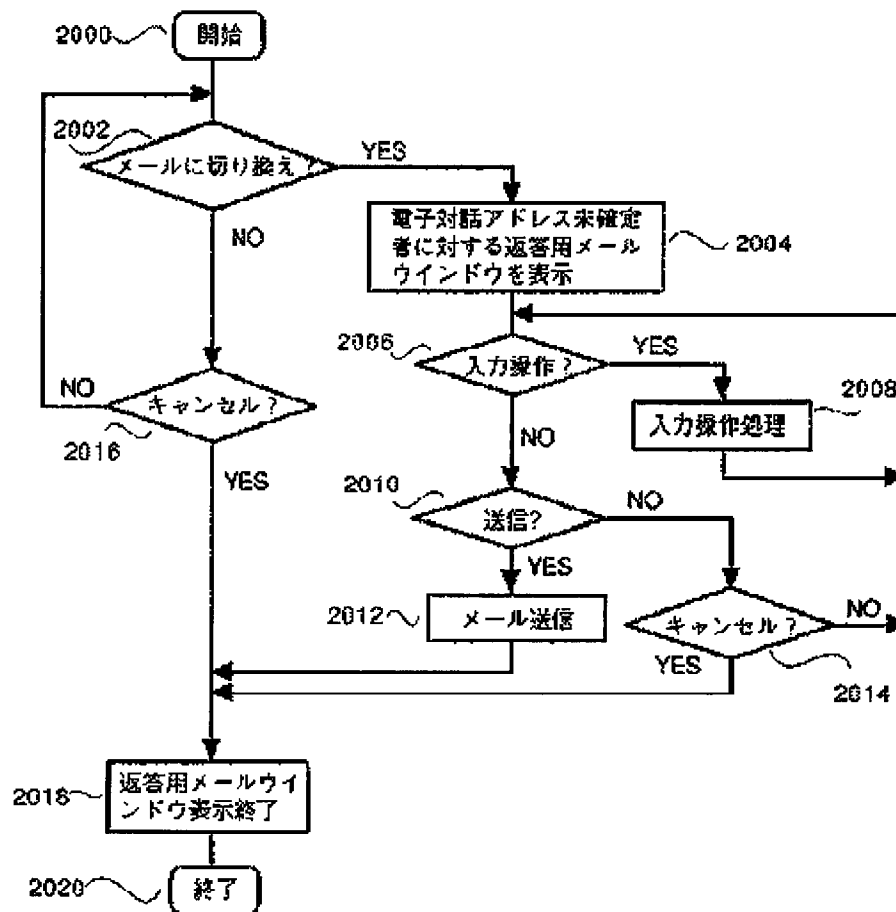 2000
開始
2002
メールに切り換え？
YES
NO
電子対話アドレス未確定
者に対する返答用メール
ウインドウを表示
2004
2006
入力操作？
YES
2008
入力操作処理
NO
NO
キャンセル？
2016
YES
2010
送信?
NO
YES
2012
メール送信
キャンセル？
NO
YES
2014
返答用メールウイ
ンドウ表示終了
2018
2020
終了